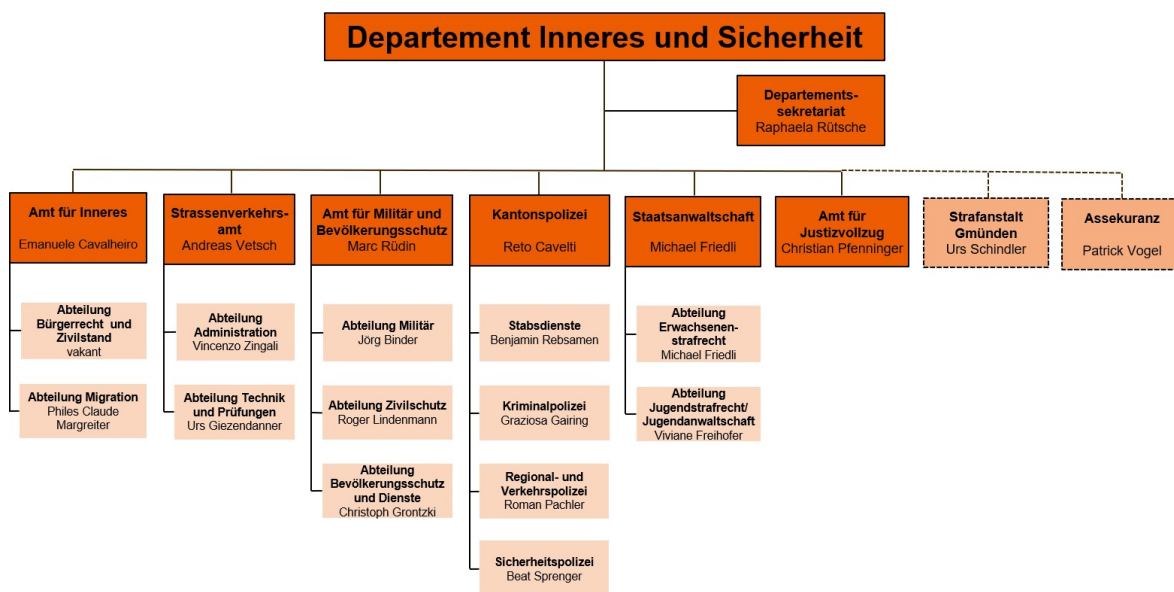 Departement Inneres und Sicherheit
Departements-
sekretariat
Raphaela Rütsche
Amt für Inneres
Emanuele Cavalheiro
Strassenverkehrs-
amt
Andreas Vetsch
Amt für Militär und
Bevölkerungsschutz
Marc Rüdin
Kantonspolizei
Reto Cavelti
Staatsanwaltschaft
Michael Friedli
Amt für
Justizvollzug
Christian Pfenninger
Strafanstalt
Gmünden
Urs Schindler
Assekuranz
Patrick Vogel
Abteilung
Bürgerrecht und
Zivilstand
vakant
Abteilung Migration
Philes Claude
Margreiter
Abteilung
Administration
Vincenzo Zingali
Abteilung Technik
und Prüfungen
Urs Giezendanner
Abteilung Militär
Jörg Binder
Abteilung Zivilschutz
Roger Lindenmann
Abteilung
Bevölkerungsschutz
und Dienste
Christoph Grontzki
Stabsdienste
Benjamin Rebsamen
Kriminalpolizei
Graziosa Gairing
Regional- und
Verkehrspolizei
Roman Pachler
Sicherheitspolizei
Beat Sprenger
Abteilung
Erwachsenen-
strafrecht
Michael Friedli
Abteilung
Jugendstrafrecht/
Jugendanwaltschaft
Viviane Freihofer